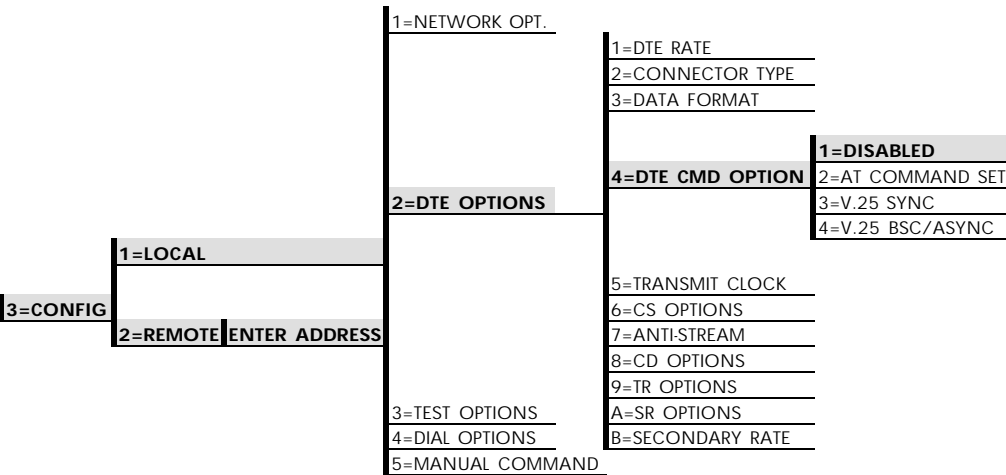 1=NETWORK OPT.
1=DTE RATE
2=CONNECTOR TYPE
3=DATA FORMAT
1=DISABLED
4=DTE CMD OPTION
2=AT COMMAND SET
2=DTE OPTIONS
3=V.25 SYNC
4=V.25 BSC/ASYNC
1=LOCAL
5=TRANSMIT CLOCK
3=CONFIG
6=CS OPTIONS
2=REMOTE
ENTER ADDRESS
7=ANTI-STREAM
8=CD OPTIONS
9=TR OPTIONS
3=TEST OPTIONS
A=SR OPTIONS
4=DIAL OPTIONS
B=SECONDARY RATE
5=MANUAL COMMAND